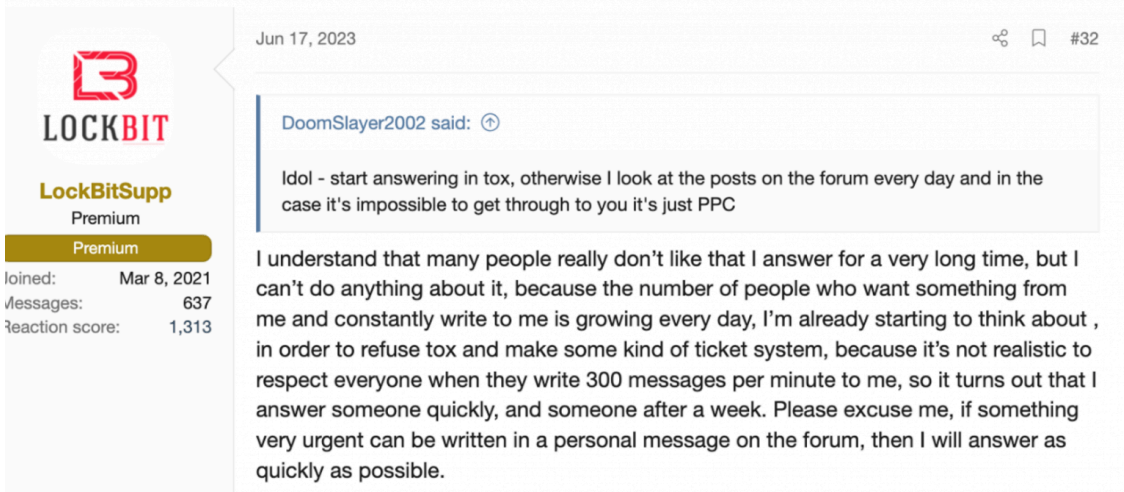 Jun 17, 2023
#32
LOCKBIT
LockBitSupp
Premium
Premium
Joined: Mar 8, 2021
Messages: 637
Reaction score: 1,313
DoomSlayer2002 said:
Idol - start answering in tox, otherwise I look at the posts on the forum every day and in the
case it's impossible to get through to you it's just PPC
I understand that many people really don’t like that I answer for a very long time, but I
can’t do anything about it, because the number of people who want something from
me and constantly write to me is growing every day, I’m already starting to think about ,
in order to refuse tox and make some kind of ticket system, because it’s not realistic to
respect everyone when they write 300 messages per minute to me, so it turns out that I
answer someone quickly, and someone after a week. Please excuse me, if something
very urgent can be written in a personal message on the forum, then I will answer as
quickly as possible.